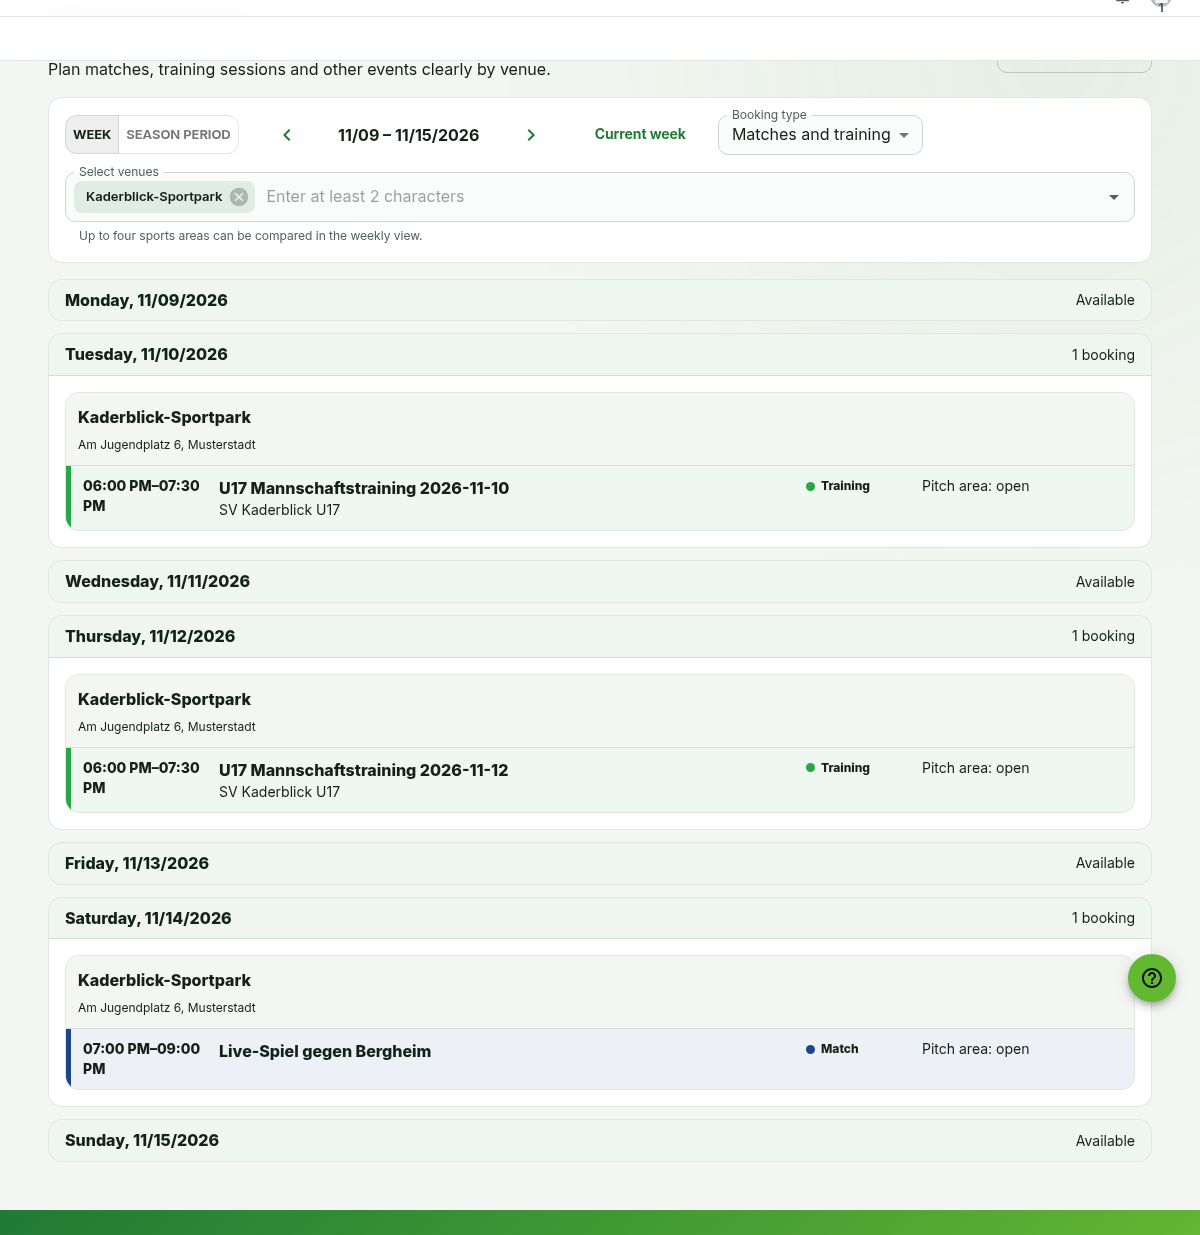 1
Plan matches, training sessions and other events clearly by venue.
WEEK
SEASON PERIOD
11/09 – 11/15/2026
Current week
Booking type
Matches and training
Select venues
Kaderblick-Sportpark
Enter at least 2 characters
Up to four sports areas can be compared in the weekly view.
Monday, 11/09/2026
Available
Tuesday, 11/10/2026
1 booking
Kaderblick-Sportpark
Am Jugendplatz 6, Musterstadt
06:00 PM–07:30
PM
U17 Mannschaftstraining 2026-11-10
SV Kaderblick U17
Training
Pitch area: open
Wednesday, 11/11/2026
Available
Thursday, 11/12/2026
1 booking
Kaderblick-Sportpark
Am Jugendplatz 6, Musterstadt
06:00 PM–07:30
PM
U17 Mannschaftstraining 2026-11-12
SV Kaderblick U17
Training
Pitch area: open
Friday, 11/13/2026
Available
Saturday, 11/14/2026
1 booking
Kaderblick-Sportpark
Am Jugendplatz 6, Musterstadt
07:00 PM–09:00
PM
Live-Spiel gegen Bergheim
Match
Pitch area: open
Sunday, 11/15/2026
Available